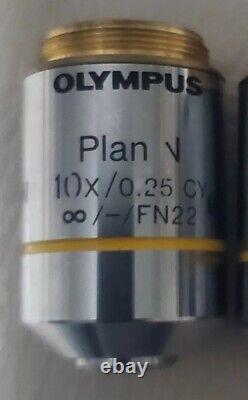 OLYMPUS
Plan N
10X/0.25 CY
∞/-/FN22